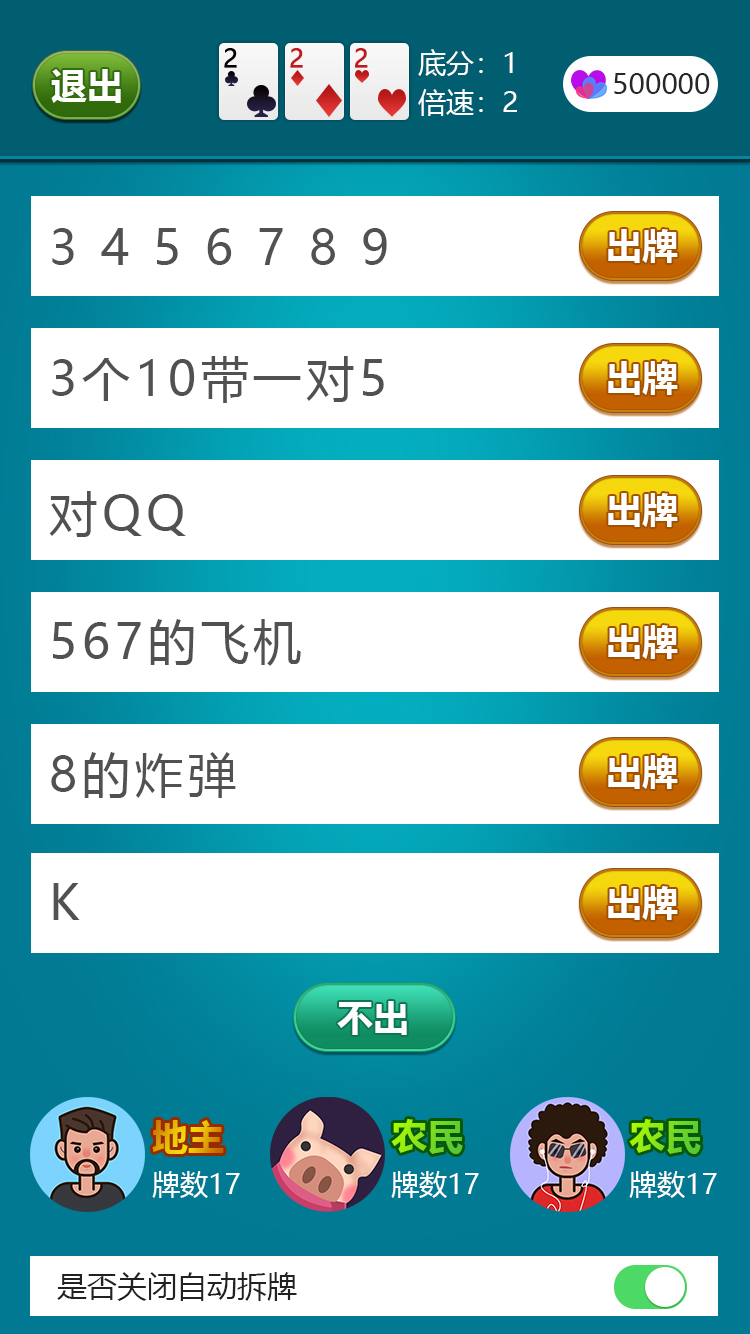 退出
2 2 2
底分：1
倍速：2
500000
3 4 5 6 7 8 9 出牌
3个10带一对5 出牌
对QQ 出牌
567的飞机 出牌
8的炸弹 出牌
K 出牌
不出
地主
牌数17
农民
牌数17
农民
牌数17
是否关闭自动拆牌